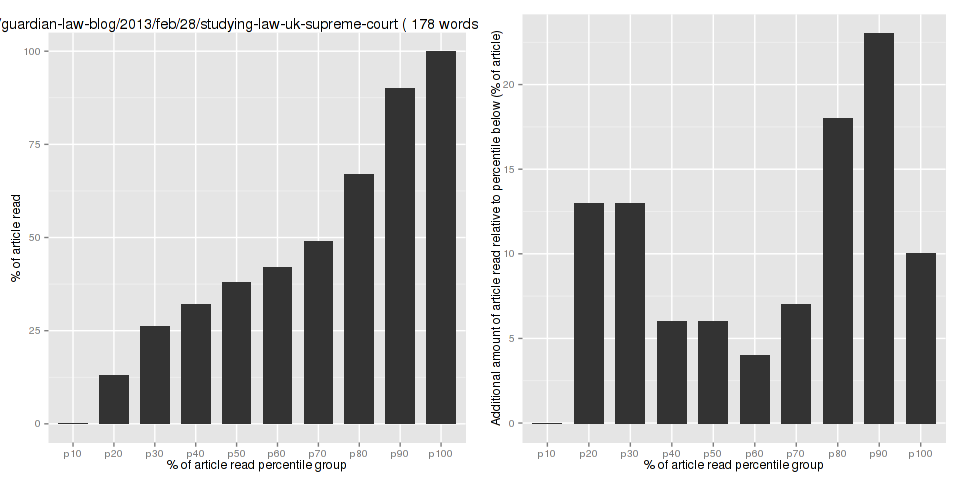 /guardian-law-blog/2013/feb/28/studying-law-uk-supreme-court ( 178 words
% of article read
100
75
50
25
0
p10 p20 p30 p40 p50 p60 p70 p80 p90 p100
% of article read percentile group
Additional amount of article read relative to percentile below (% of article)
20
15
10
5
0
p10 p20 p30 p40 p50 p60 p70 p80 p90 p100
% of article read percentile group